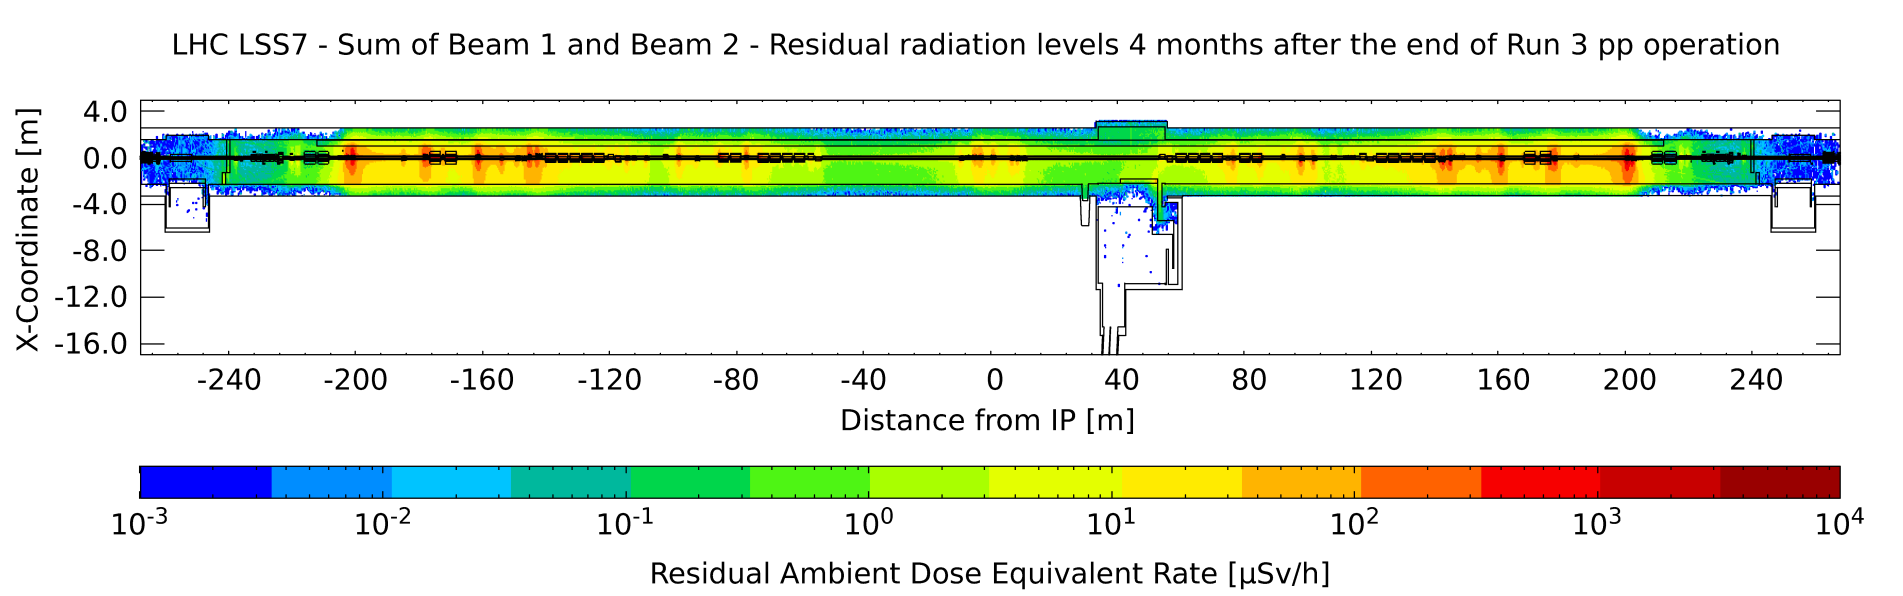 LHC LSS7 - Sum of Beam 1 and Beam 2 - Residual radiation levels 4 months after the end of Run 3 pp operation
X-Coordinate [m]
4.0
0.0
-4.0
-8.0
-12.0
-16.0
-240 -200 -160 -120 -80 -40 0 40 80 120 160 200 240
Distance from IP [m]
10⁻³ 10⁻² 10⁻¹ 10⁰ 10¹ 10² 10³ 10⁴
Residual Ambient Dose Equivalent Rate [µSv/h]